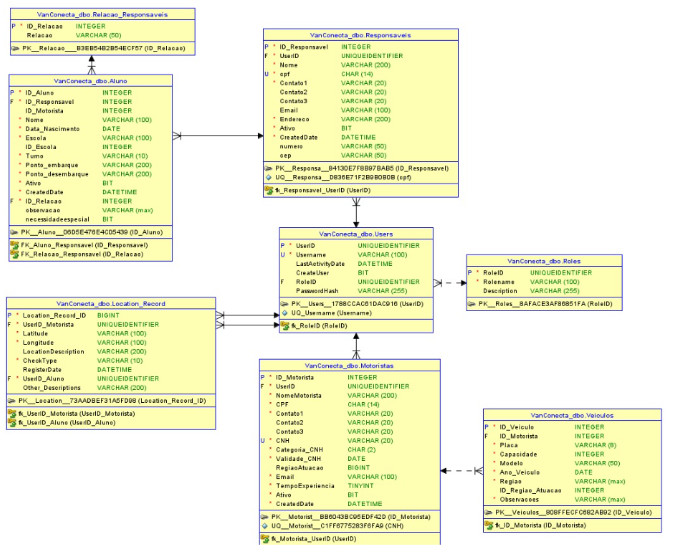 VanConecta_dbo.Relacao_Responsaveis
P * ID_Relacao INTEGER
Relacao VARCHAR (50)
PK__Relacao___B3EB54B2B54ECF57 (ID_Relacao)
VanConecta_dbo.Aluno
P * ID_Aluno INTEGER
F * ID_Responsavel INTEGER
ID_Motorista INTEGER
* Nome VARCHAR (100)
* Data_Nascimento DATE
* Escola VARCHAR (100)
ID_Escola INTEGER
* Turno VARCHAR (10)
* Ponto_embarque VARCHAR (200)
* Ponto_desembarque VARCHAR (200)
* Ativo BIT
* CreatedDate DATETIME
F * ID_Relacao INTEGER
observacao VARCHAR (max)
necessidadeespecial BIT
PK__Aluno__06D5E476E4C05439 (ID_Aluno)
FK_Aluno_Responsavel (ID_Responsavel)
FK_Relacao_Responsavel (ID_Relacao)
VanConecta_dbo.Responsaveis
P * ID_Responsavel INTEGER
F * UserID UNIQUEIDENTIFIER
* Nome VARCHAR (200)
U * cpf CHAR (14)
* Contato1 VARCHAR (20)
Contato2 VARCHAR (20)
Contato3 VARCHAR (20)
Email VARCHAR (100)
* Endereco VARCHAR (200)
* Ativo BIT
* CreatedDate DATETIME
numero VARCHAR (50)
cep VARCHAR (50)
PK__Responsa__84130E7F8B97BAB5 (ID_Responsavel)
UQ__Responsa__D836E71F2B980B0B (cpf)
fk_Responsavel_UserID (UserID)
VanConecta_dbo.Users
P * UserID UNIQUEIDENTIFIER
U * Username VARCHAR (100)
LastActivityDate DATETIME
CreateUser BIT
F RoleID UNIQUEIDENTIFIER
PasswordHash VARCHAR (255)
PK__Users__1788CCAC61DAC916 (UserID)
UQ_Username (Username)
fk_RoleID (RoleID)
VanConecta_dbo.Roles
P * RoleID UNIQUEIDENTIFIER
* Rolename VARCHAR (100)
Description VARCHAR (255)
PK__Roles__8AFACE3AF86851FA (RoleID)
VanConecta_dbo.Location_Record
P * Location_Record_ID BIGINT
F * UserID_Motorista UNIQUEIDENTIFIER
* Latitude VARCHAR (100)
* Longitude VARCHAR (100)
LocationDescription VARCHAR (200)
* CheckType VARCHAR (10)
RegisterDate DATETIME
F * UserID_Aluno UNIQUEIDENTIFIER
Other_Descriptions VARCHAR (200)
PK__Location__73AADBEF31A5FD98 (Location_Record_ID)
fk_UserID_Motorista (UserID_Motorista)
fk_UserID_Aluno (UserID_Aluno)
VanConecta_dbo.Motoristas
P * ID_Motorista INTEGER
F * UserID UNIQUEIDENTIFIER
* NomeMotorista VARCHAR (200)
* CPF CHAR (14)
* Contato1 VARCHAR (20)
Contato2 VARCHAR (20)
Contato3 VARCHAR (20)
U * CNH VARCHAR (20)
* Categoria_CNH CHAR (2)
* Validade_CNH DATE
RegiaoAtuacao BIGINT
* Email VARCHAR (100)
* TempoExperiencia TINYINT
* Ativo BIT
* CreatedDate DATETIME
PK__Motorist__BB6043BC95EDF42D (ID_Motorista)
UQ__Motorist__C1FF6775283F6FA9 (CNH)
fk_Motorista_UserID (UserID)
VanConecta_dbo.Veiculos
P * ID_Veiculo INTEGER
F ID_Motorista INTEGER
* Placa VARCHAR (8)
* Capacidade INTEGER
* Modelo VARCHAR (50)
* Ano_Veiculo DATE
* Regiao VARCHAR (max)
ID_Regiao_Atuacao INTEGER
* Observacoes VARCHAR (max)
PK__Veiculos__808FFECFC682AB92 (ID_Veiculo)
fk_ID_Motorista (ID_Motorista)